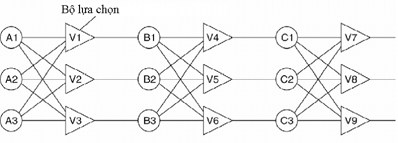 Bộ lựa chọn
A1 V1 B1 V4 C1 V7
A2 V2 B2 V5 C2 V8
A3 V3 B3 V6 C3 V9